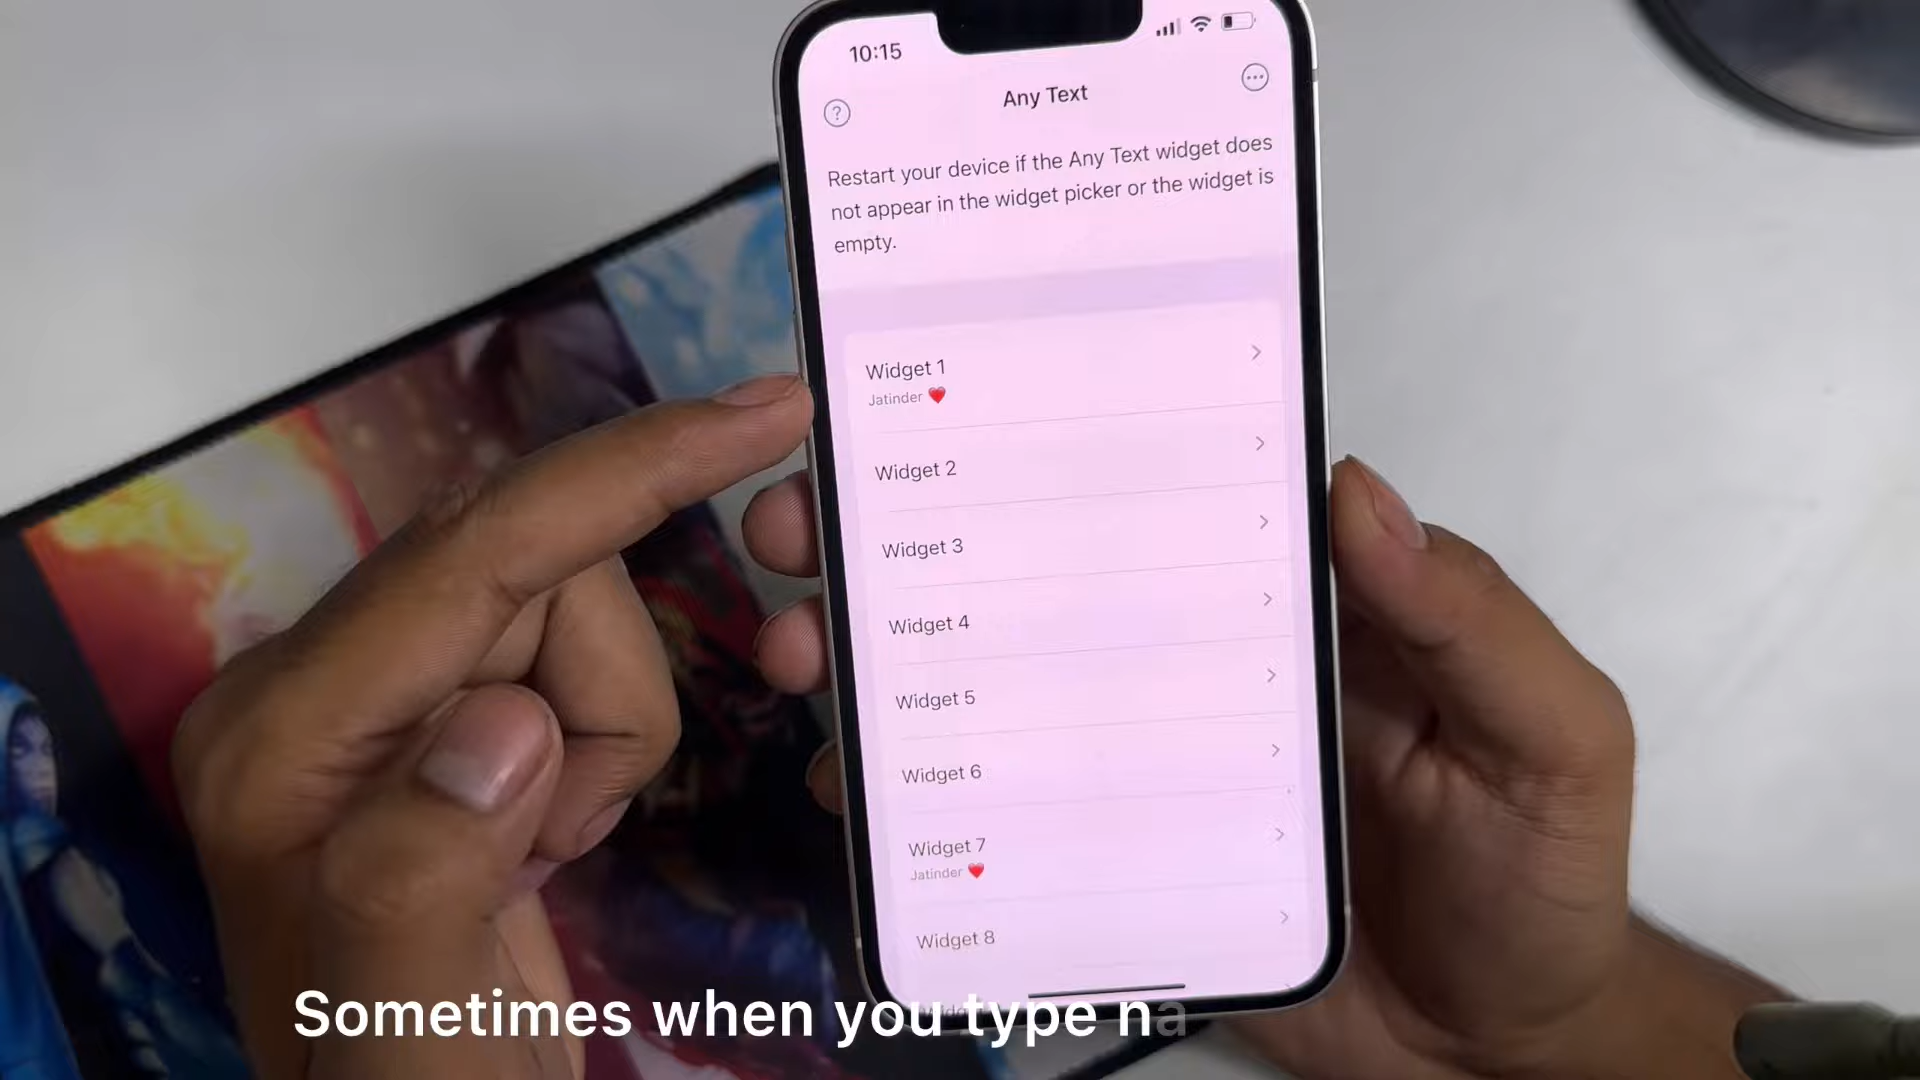 10:15
Any Text
Restart your device if the Any Text widget does
not appear in the widget picker or the widget is
empty.
Widget 1
Jatinder ❤️
Widget 2
Widget 3
Widget 4
Widget 5
Widget 6
Widget 7
Jatinder ❤️
Widget 8
Sometimes when you type na